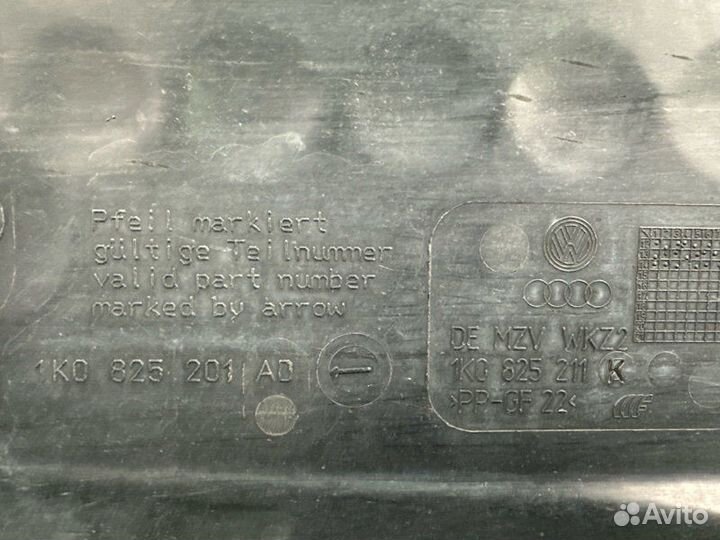 Pfeil markiert
gültige Teilnummer
valid part number
marked by arrow
1K0 825 201 AD
DE MZV WKZ2
1K0 825 211 K
>PP-GF 22<
Avito